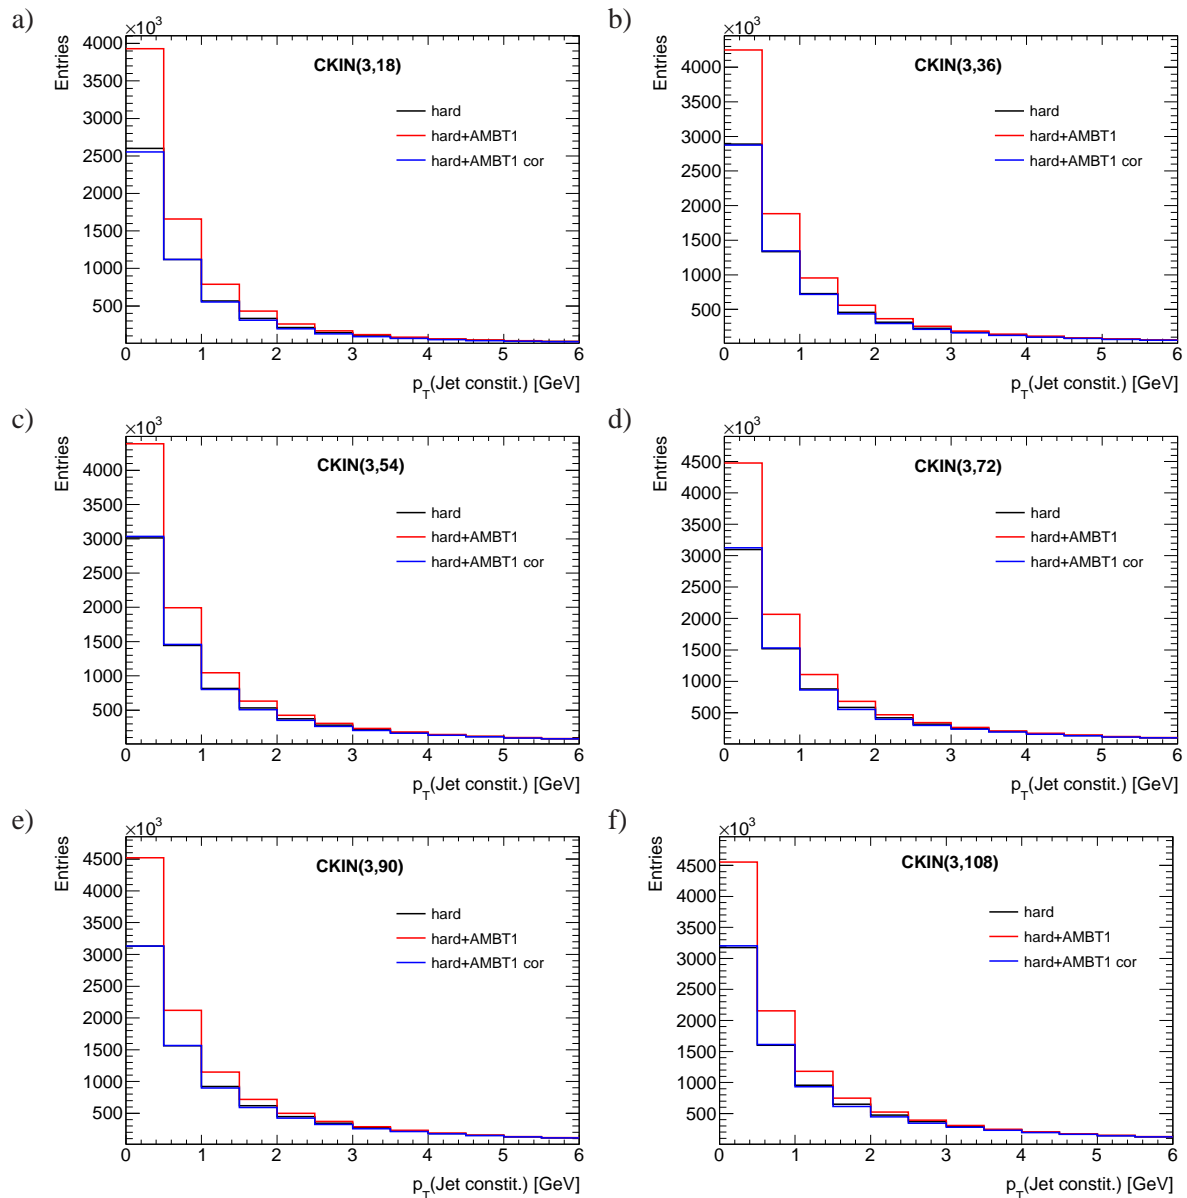 a)
×10³
Entries
4000
3500
3000
2500
2000
1500
1000
500
CKIN(3,18)
hard
hard+AMBT1
hard+AMBT1 cor
0 1 2 3 4 5 6
p_T(Jet constit.) [GeV]
b)
×10³
Entries
4000
3500
3000
2500
2000
1500
1000
500
CKIN(3,36)
hard
hard+AMBT1
hard+AMBT1 cor
0 1 2 3 4 5 6
p_T(Jet constit.) [GeV]
c)
×10³
Entries
4000
3500
3000
2500
2000
1500
1000
500
CKIN(3,54)
hard
hard+AMBT1
hard+AMBT1 cor
0 1 2 3 4 5 6
p_T(Jet constit.) [GeV]
d)
×10³
Entries
4500
4000
3500
3000
2500
2000
1500
1000
500
CKIN(3,72)
hard
hard+AMBT1
hard+AMBT1 cor
0 1 2 3 4 5 6
p_T(Jet constit.) [GeV]
e)
×10³
Entries
4500
4000
3500
3000
2500
2000
1500
1000
500
CKIN(3,90)
hard
hard+AMBT1
hard+AMBT1 cor
0 1 2 3 4 5 6
p_T(Jet constit.) [GeV]
f)
×10³
Entries
4500
4000
3500
3000
2500
2000
1500
1000
500
CKIN(3,108)
hard
hard+AMBT1
hard+AMBT1 cor
0 1 2 3 4 5 6
p_T(Jet constit.) [GeV]